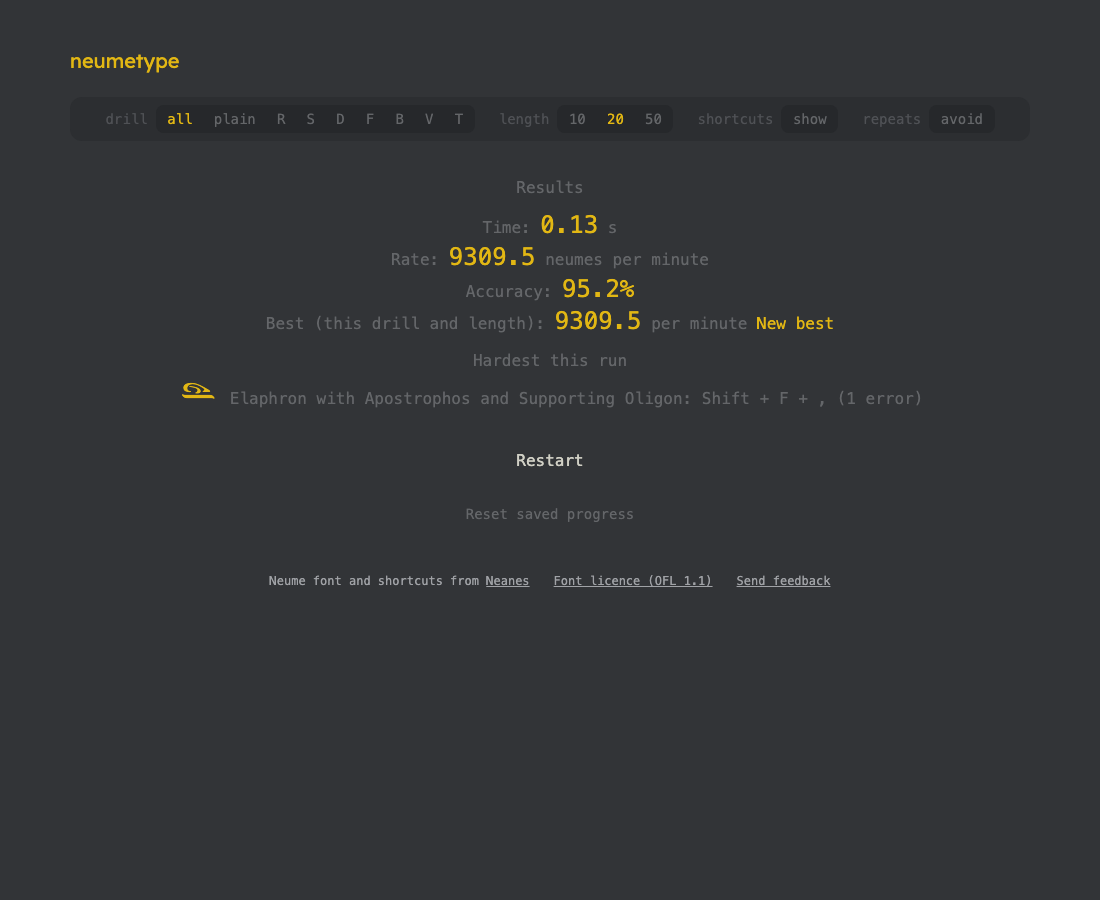 neumetype
drill all plain R S D F B V T length 10 20 50 shortcuts show repeats avoid
Results
Time: 0.13 s
Rate: 9309.5 neumes per minute
Accuracy: 95.2%
Best (this drill and length): 9309.5 per minute New best
Hardest this run
Elaphron with Apostrophos and Supporting Oligon: Shift + F + , (1 error)
Restart
Reset saved progress
Neume font and shortcuts from Neanes Font licence (OFL 1.1) Send feedback